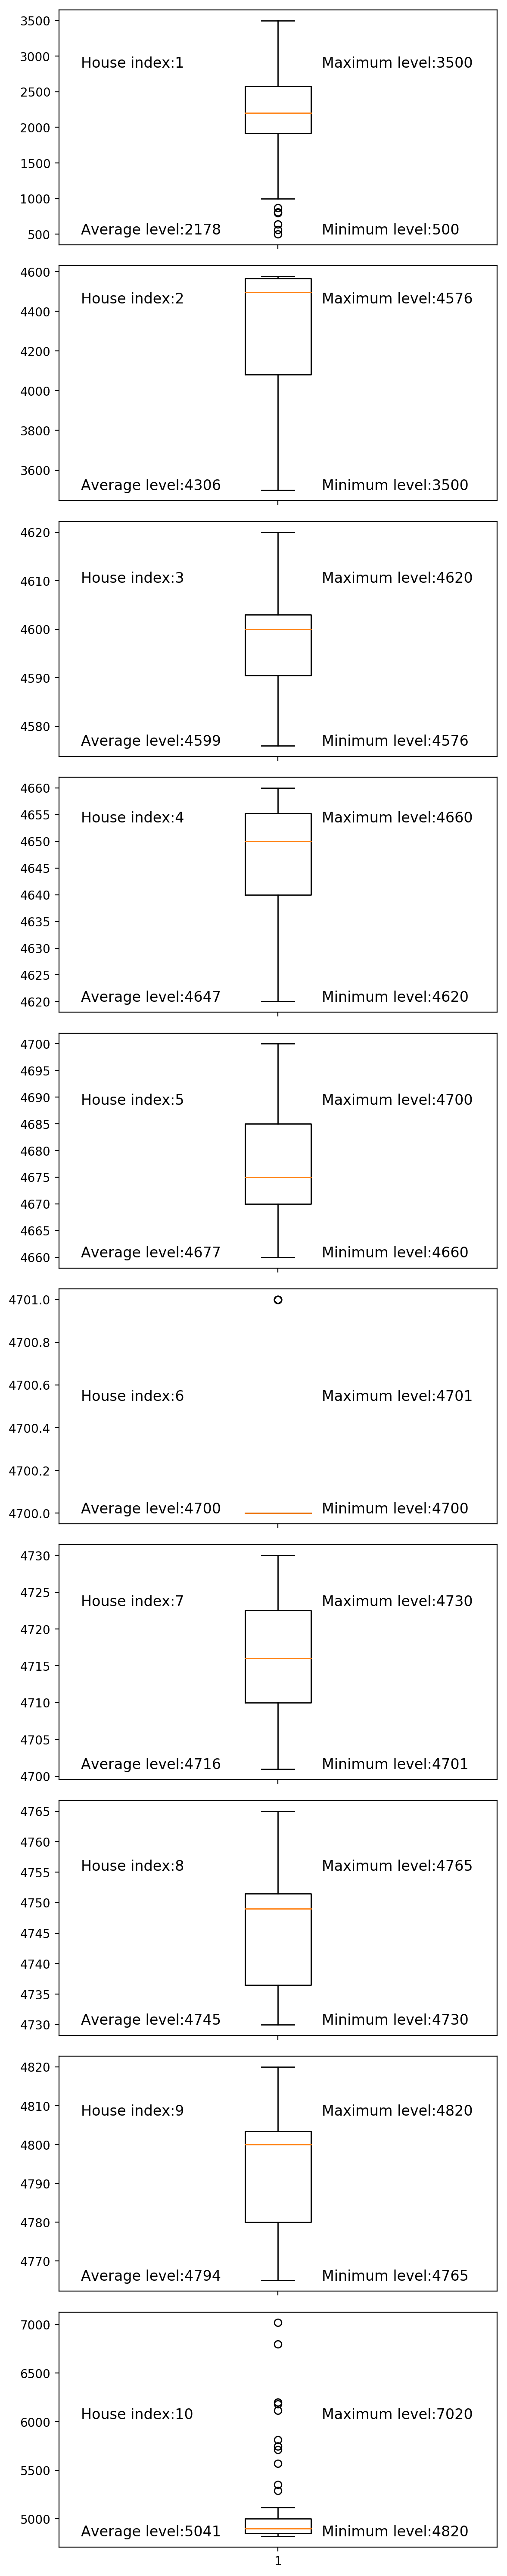 3500
3000
2500
2000
1500
1000
500
House index:1
Maximum level:3500
Average level:2178
Minimum level:500
4600
4400
4200
4000
3800
3600
House index:2
Maximum level:4576
Average level:4306
Minimum level:3500
4620
4610
4600
4590
4580
House index:3
Maximum level:4620
Average level:4599
Minimum level:4576
4660
4655
4650
4645
4640
4635
4630
4625
4620
House index:4
Maximum level:4660
Average level:4647
Minimum level:4620
4700
4695
4690
4685
4680
4675
4670
4665
4660
House index:5
Maximum level:4700
Average level:4677
Minimum level:4660
4701.0
4700.8
4700.6
4700.4
4700.2
4700.0
House index:6
Maximum level:4701
Average level:4700
Minimum level:4700
4730
4725
4720
4715
4710
4705
4700
House index:7
Maximum level:4730
Average level:4716
Minimum level:4701
4765
4760
4755
4750
4745
4740
4735
4730
House index:8
Maximum level:4765
Average level:4745
Minimum level:4730
4820
4810
4800
4790
4780
4770
House index:9
Maximum level:4820
Average level:4794
Minimum level:4765
7000
6500
6000
5500
5000
House index:10
Maximum level:7020
Average level:5041
Minimum level:4820
1